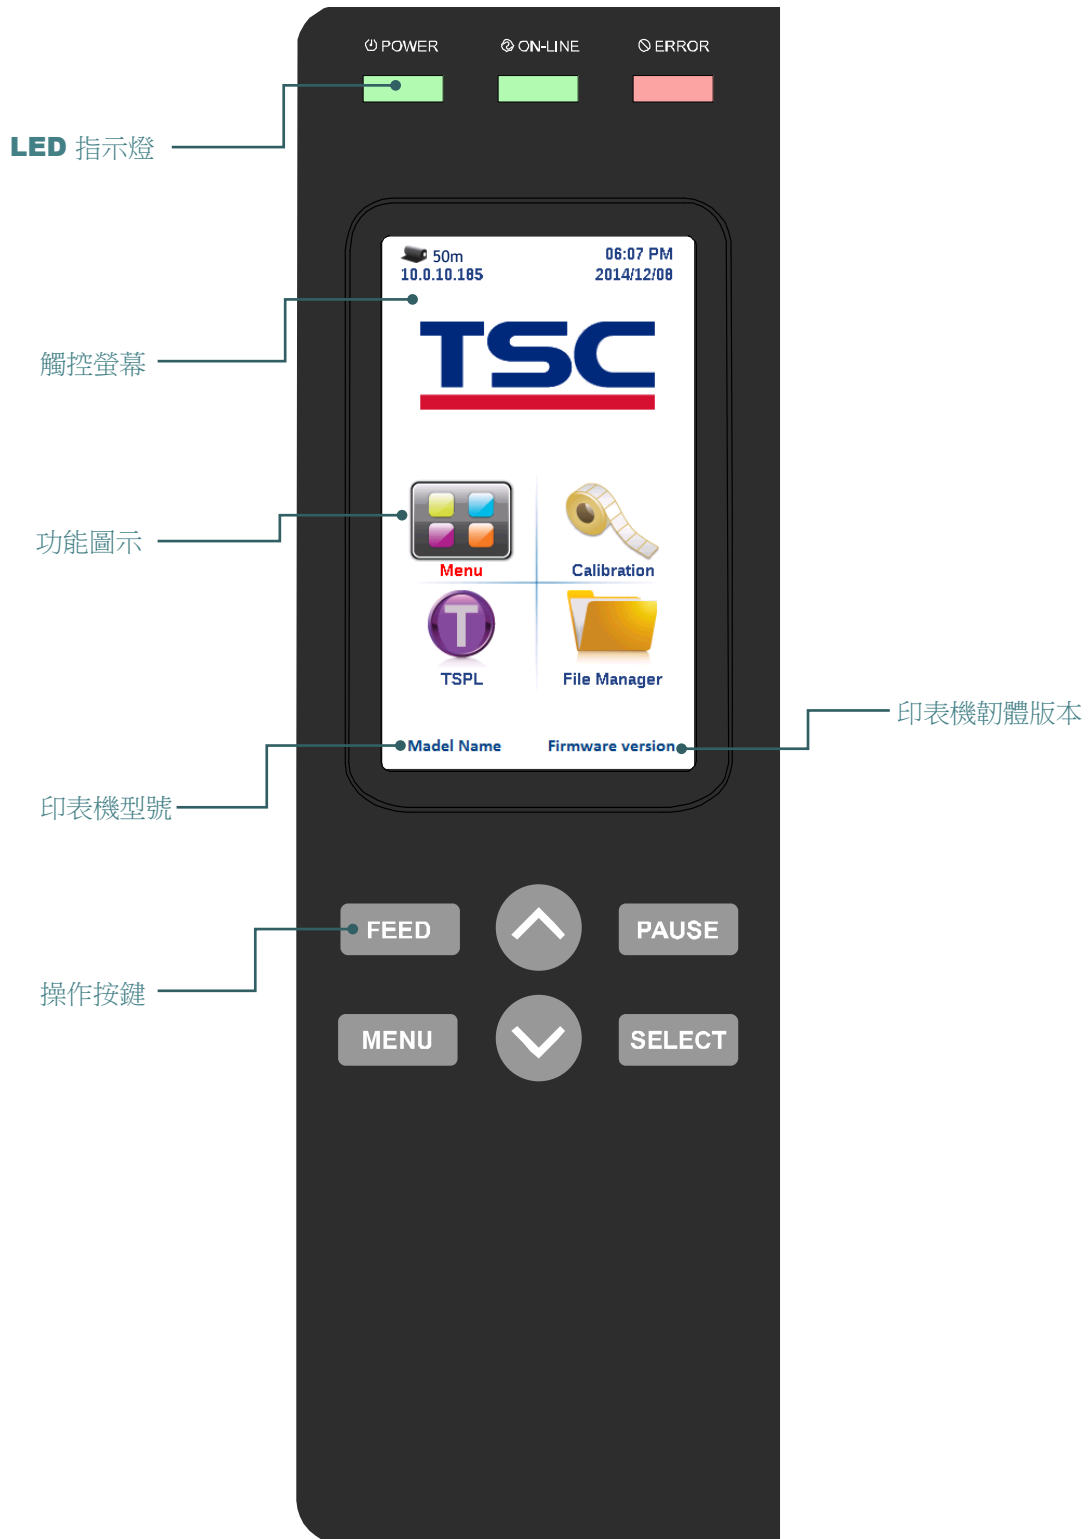 POWER
ON-LINE
ERROR
LED 指示燈
50m
06:07 PM
10.0.10.185
2014/12/08
TSC
觸控螢幕
功能圖示
Menu
Calibration
T
TSPL
File Manager
印表機韌體版本
Madel Name
Firmware version
印表機型號
FEED
PAUSE
操作按鍵
MENU
SELECT